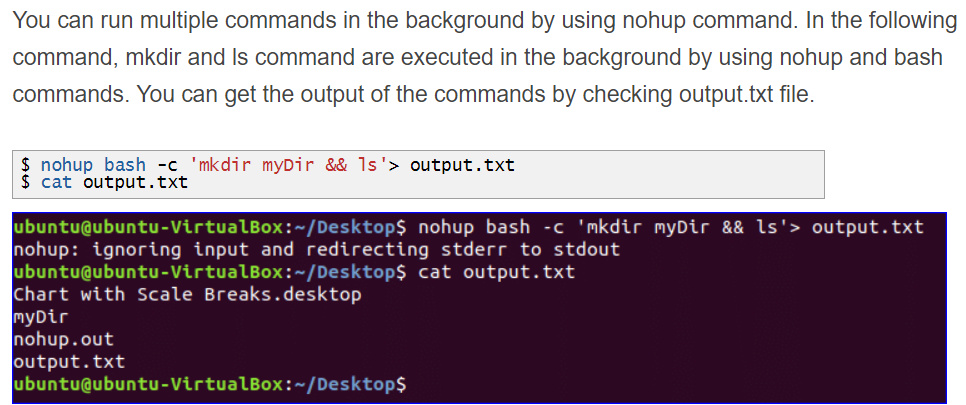 You can run multiple commands in the background by using nohup command. In the following
command, mkdir and ls command are executed in the background by using nohup and bash
commands. You can get the output of the commands by checking output.txt file.
$ nohup bash -c 'mkdir myDir && ls'> output.txt
$ cat output.txt
ubuntu@ubuntu-VirtualBox:~/Desktop$ nohup bash -c 'mkdir myDir && ls'> output.txt
nohup: ignoring input and redirecting stderr to stdout
ubuntu@ubuntu-VirtualBox:~/Desktop$ cat output.txt
Chart with Scale Breaks.desktop
myDir
nohup.out
output.txt
ubuntu@ubuntu-VirtualBox:~/Desktop$